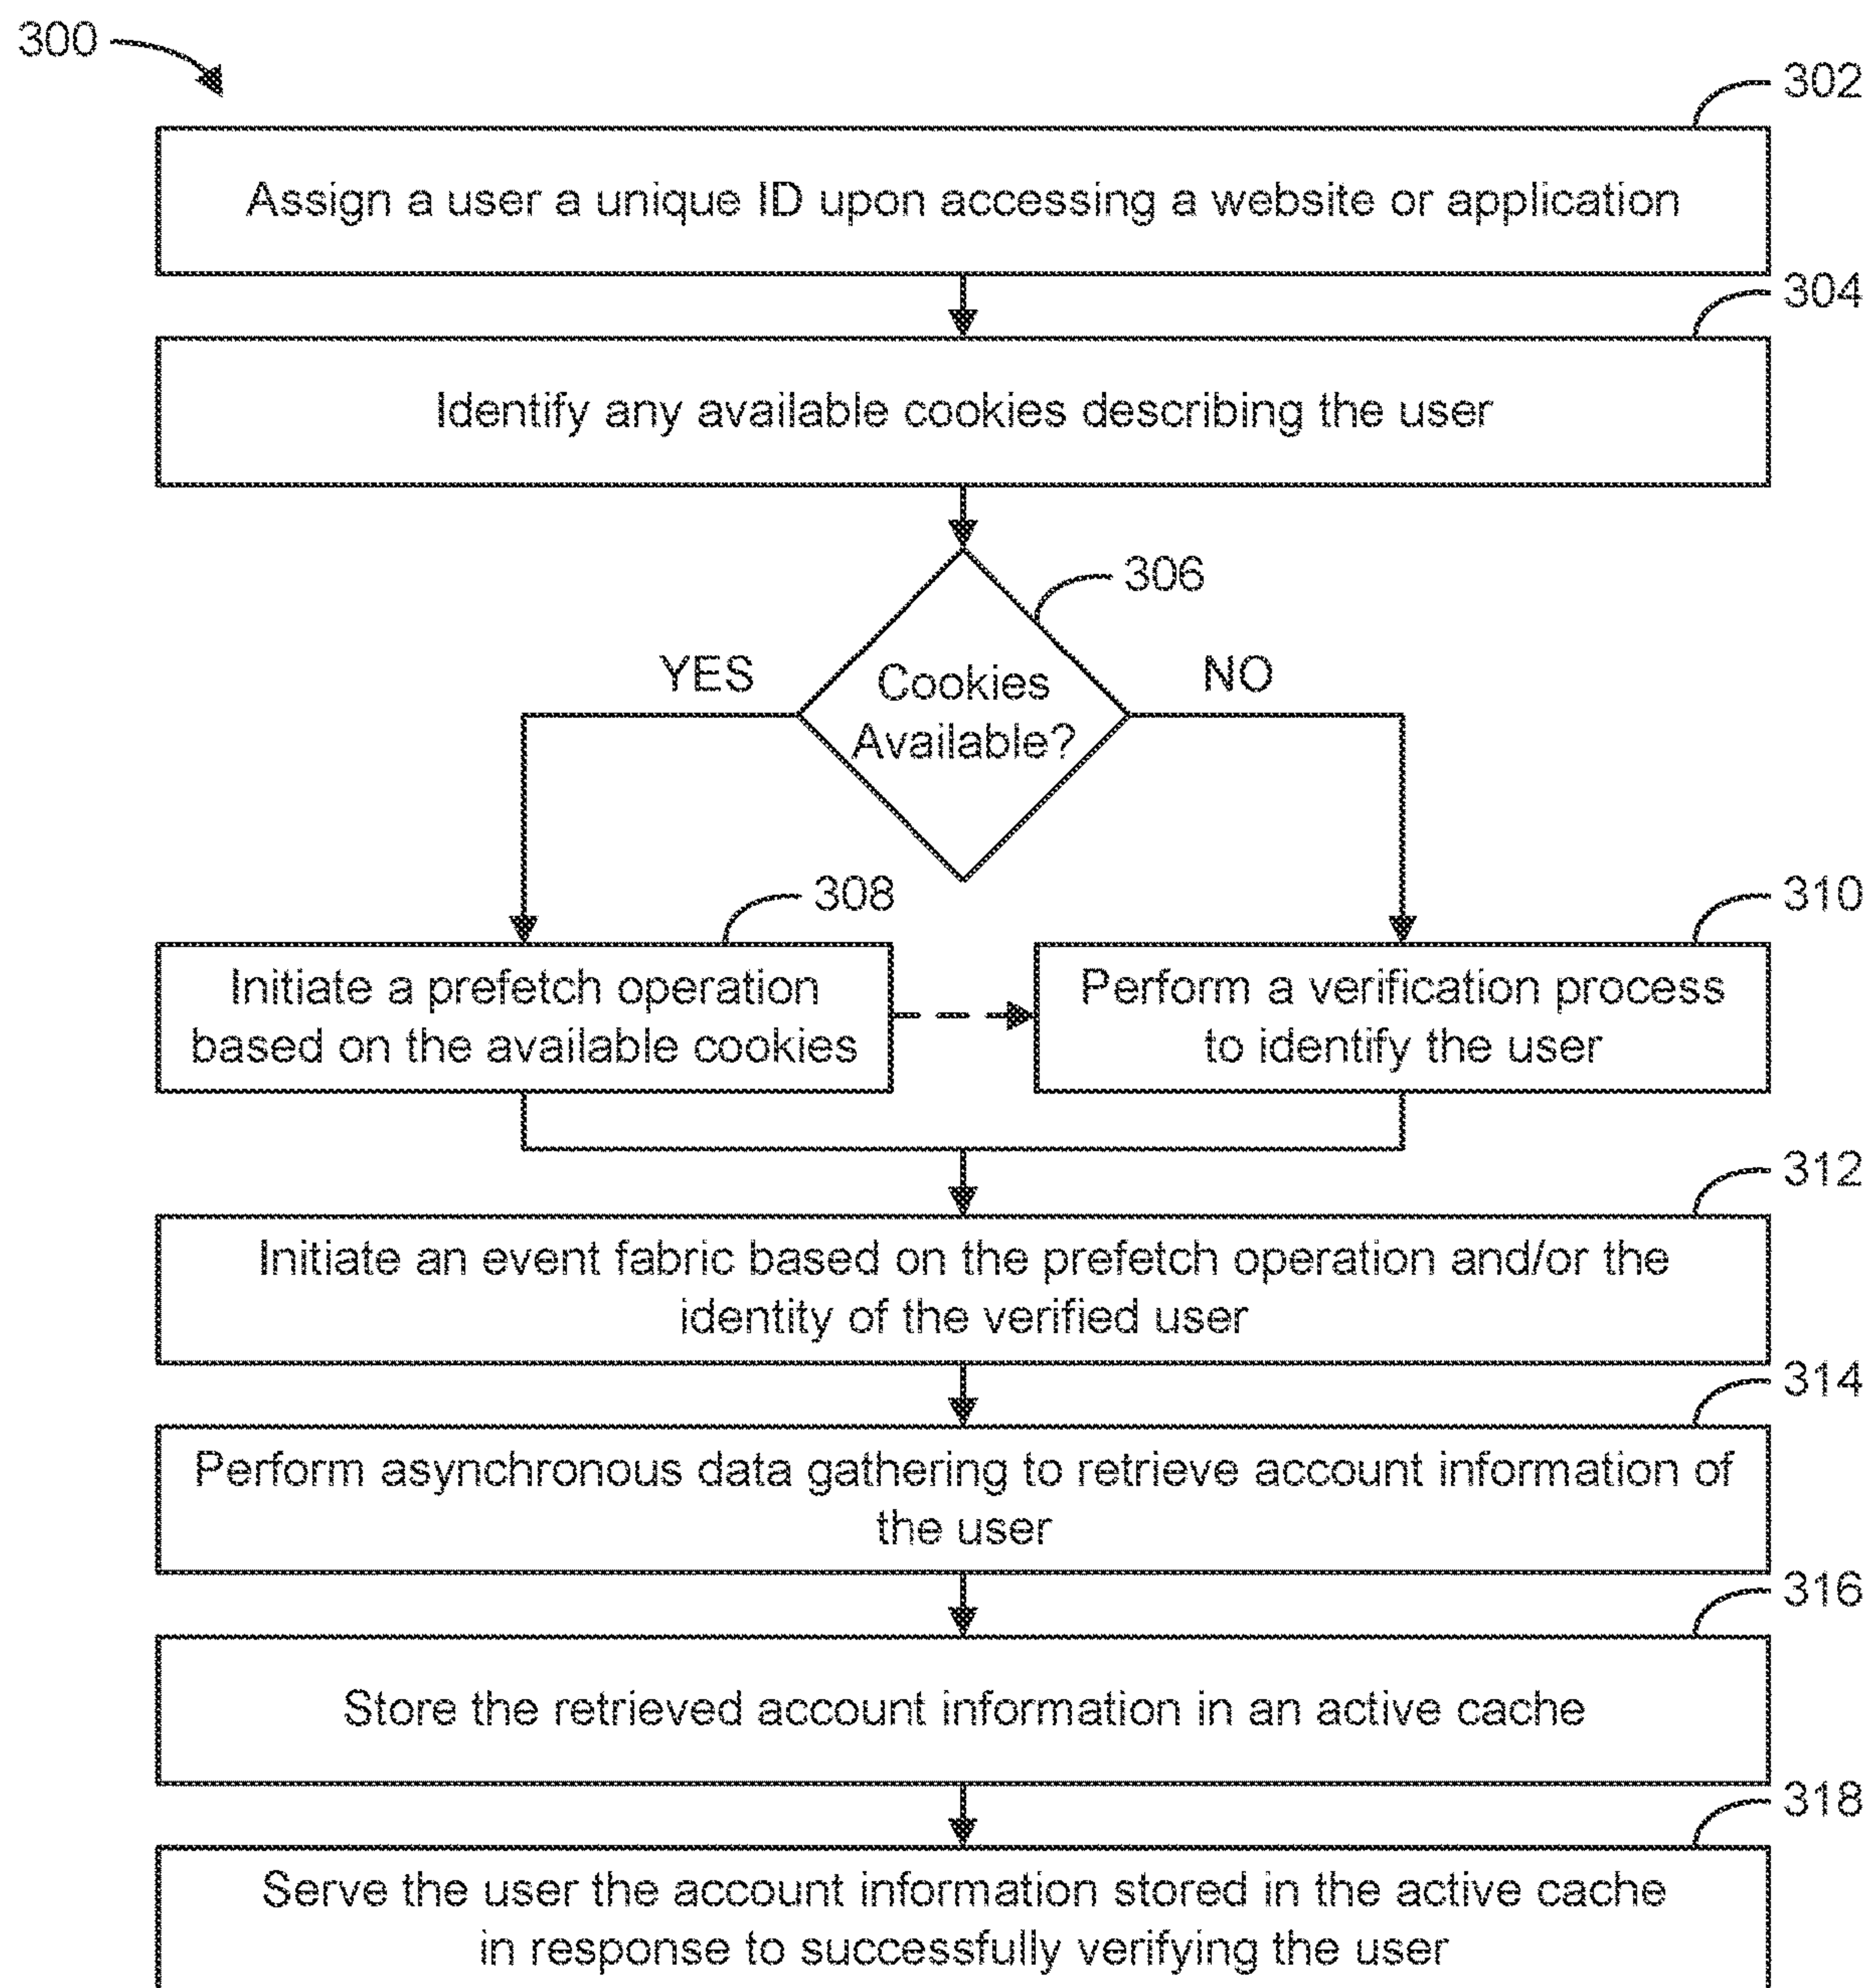 300
302
Assign a user a unique ID upon accessing a website or application
304
Identify any available cookies describing the user
306
YES
NO
Cookies
Available?
308
310
Initiate a prefetch operation
based on the available cookies
Perform a verification process
to identify the user
312
Initiate an event fabric based on the prefetch operation and/or the
identity of the verified user
314
Perform asynchronous data gathering to retrieve account information of
the user
316
Store the retrieved account information in an active cache
318
Serve the user the account information stored in the active cache
in response to successfully verifying the user